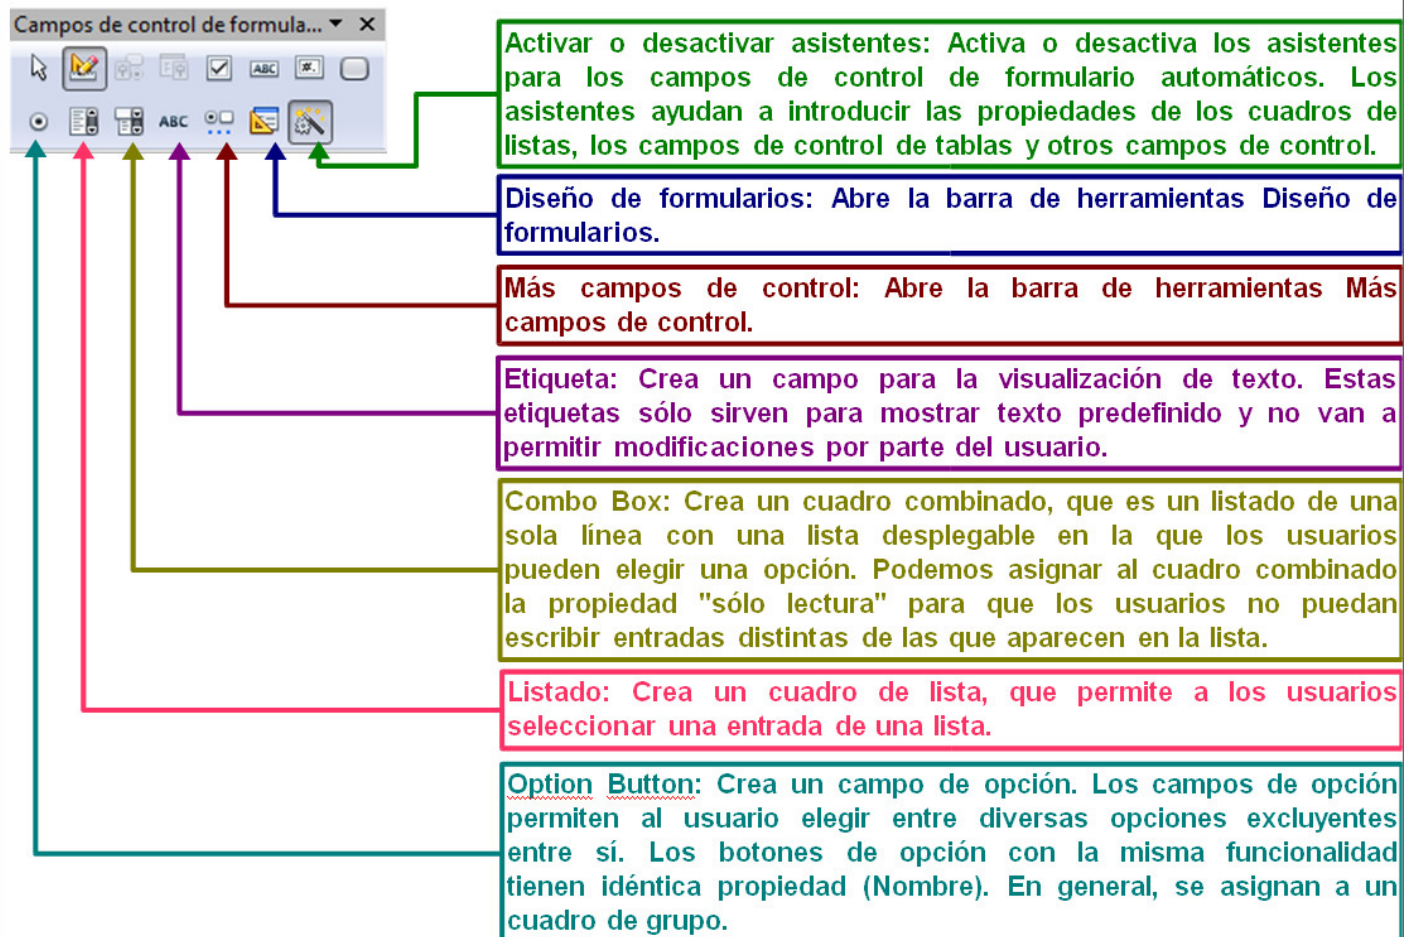 Campos de control de formula...
ABC
ABC
Activar o desactivar asistentes: Activa o desactiva los asistentes
para los campos de control de formulario automáticos. Los
asistentes ayudan a introducir las propiedades de los cuadros de
listas, los campos de control de tablas y otros campos de control.
Diseño de formularios: Abre la barra de herramientas Diseño de
formularios.
Más campos de control: Abre la barra de herramientas Más
campos de control.
Etiqueta: Crea un campo para la visualización de texto. Estas
etiquetas sólo sirven para mostrar texto predefinido y no van a
permitir modificaciones por parte del usuario.
Combo Box: Crea un cuadro combinado, que es un listado de una
sola línea con una lista desplegable en la que los usuarios
pueden elegir una opción. Podemos asignar al cuadro combinado
la propiedad "sólo lectura" para que los usuarios no puedan
escribir entradas distintas de las que aparecen en la lista.
Listado: Crea un cuadro de lista, que permite a los usuarios
seleccionar una entrada de una lista.
Option Button: Crea un campo de opción. Los campos de opción
permiten al usuario elegir entre diversas opciones excluyentes
entre sí. Los botones de opción con la misma funcionalidad
tienen idéntica propiedad (Nombre). En general, se asignan a un
cuadro de grupo.